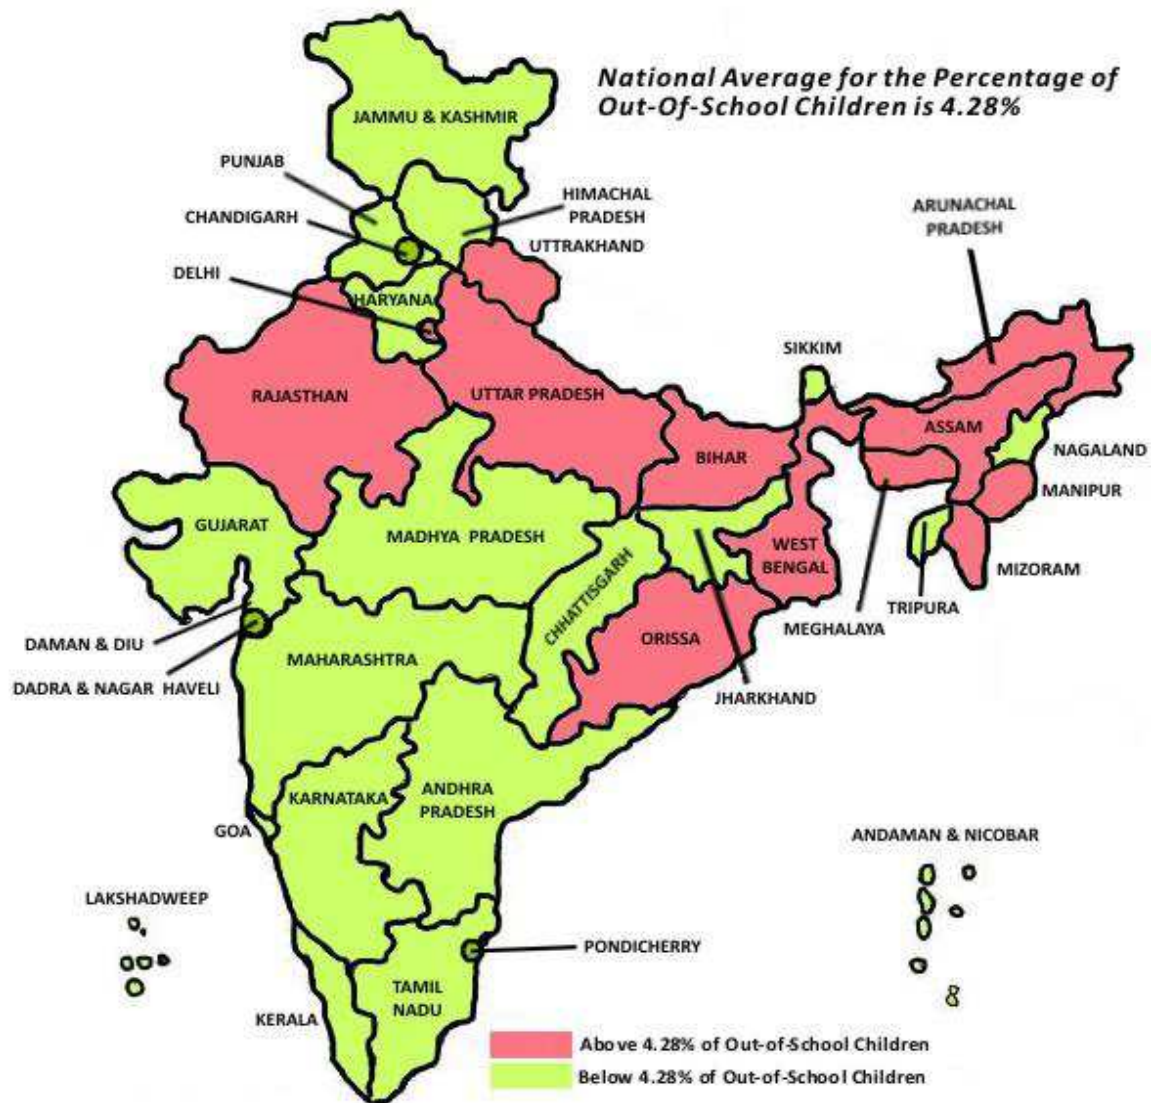 National Average for the Percentage of
Out-Of-School Children is 4.28%
JAMMU & KASHMIR
PUNJAB
HIMACHAL
PRADESH
CHANDIGARH
ARUNACHAL
PRADESH
UTTRAKHAND
DELHI
HARYANA
SIKKIM
RAJASTHAN
UTTAR PRADESH
ASSAM
BIHAR
NAGALAND
MANIPUR
GUJARAT
MADHYA PRADESH
WEST
BENGAL
MIZORAM
CHHATTISGARH
TRIPURA
MEGHALAYA
ORISSA
DAMAN & DIU
MAHARASHTRA
DADRA & NAGAR HAVELI
JHARKHAND
ANDHRA
PRADESH
KARNATAKA
GOA
ANDAMAN & NICOBAR
LAKSHADWEEP
PONDICHERRY
TAMIL
NADU
KERALA
Above 4.28% of Out-of-School Children
Below 4.28% of Out-of-School Children